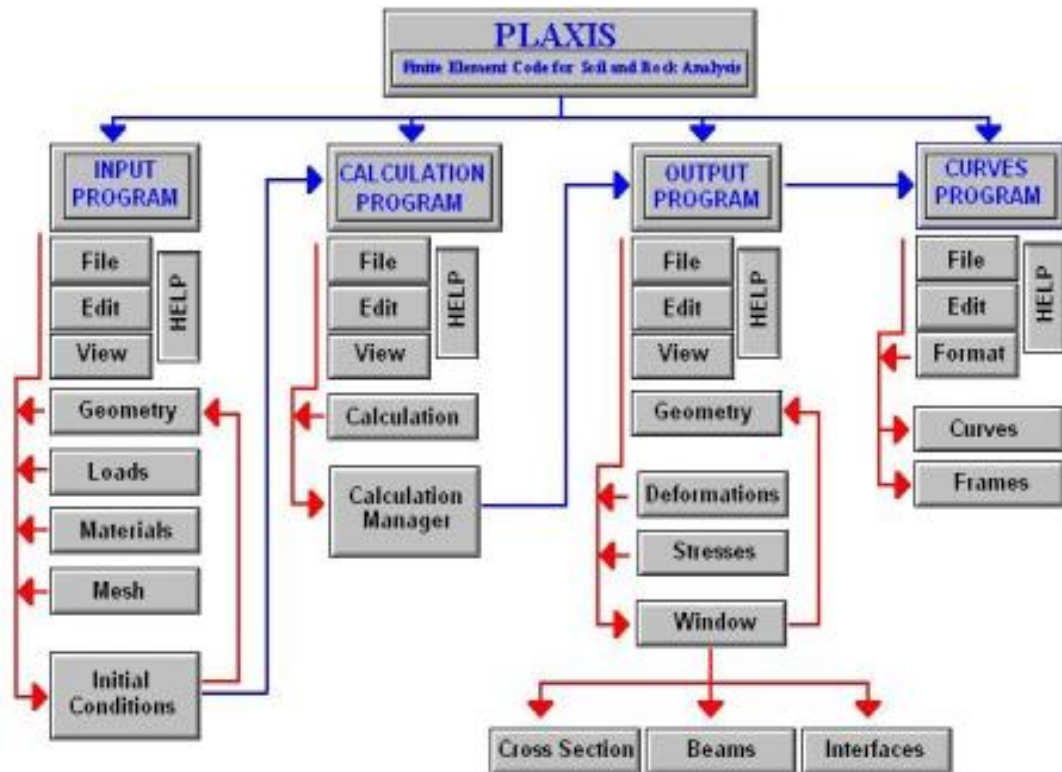 PLAXIS
Finite Element Code for Soil and Rock Analysis
INPUT
PROGRAM
File
Edit
View
HELP
Geometry
Loads
Materials
Mesh
Initial
Conditions
CALCULATION
PROGRAM
File
Edit
View
HELP
Calculation
Calculation
Manager
OUTPUT
PROGRAM
File
Edit
View
HELP
Geometry
Deformations
Stresses
Window
Cross Section
Beams
Interfaces
CURVES
PROGRAM
File
Edit
Format
HELP
Curves
Frames